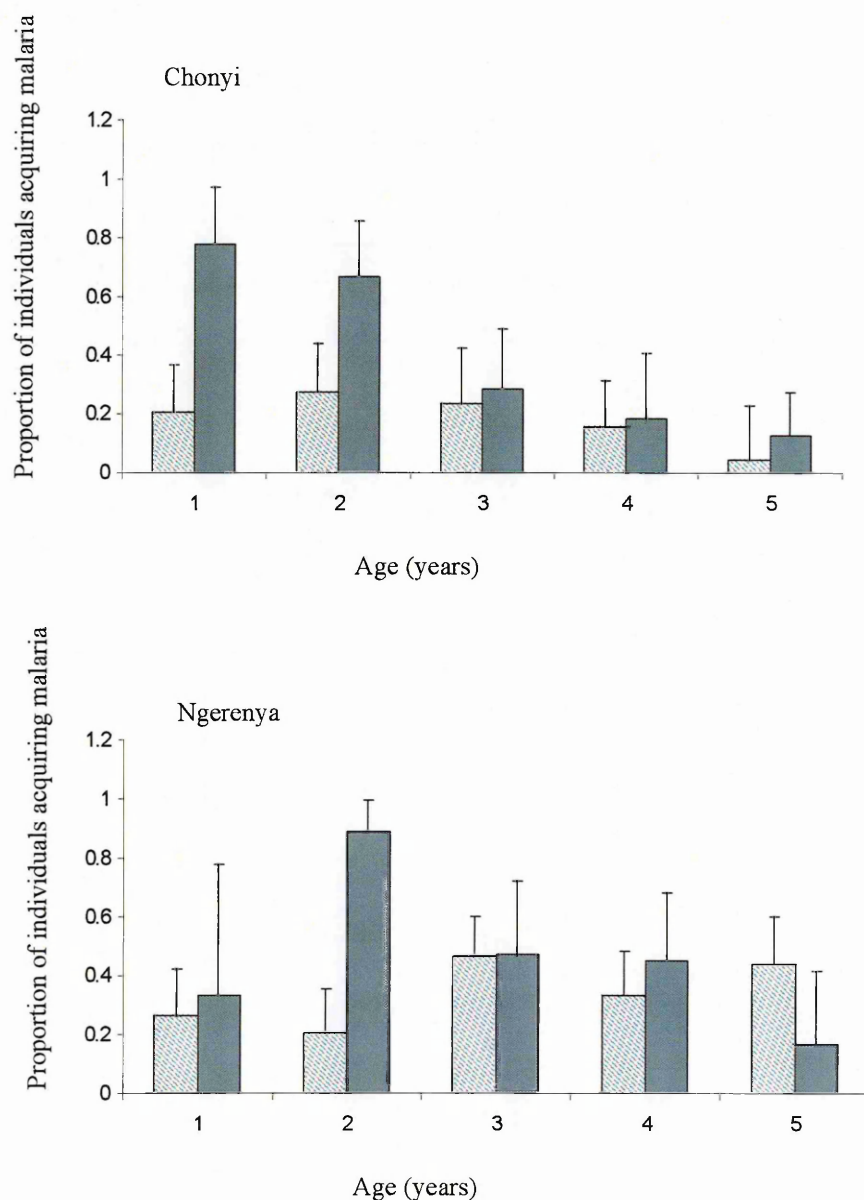 Chonyi
Proportion of individuals acquiring malaria
1.2
1
0.8
0.6
0.4
0.2
0
1 2 3 4 5
Age (years)
Ngerenya
Proportion of individuals acquiring malaria
1.2
1
0.8
0.6
0.4
0.2
0
1 2 3 4 5
Age (years)